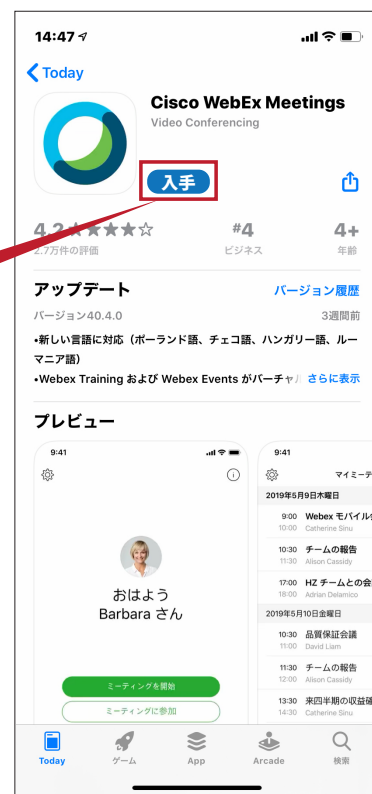 14:47
Today
Cisco WebEx Meetings
Video Conferencing
入手
4.2★★★★☆
#4
4+
2.7万件の評価
ビジネス
年齢
アップデート
バージョン履歴
バージョン40.4.0
3週間前
•新しい言語に対応（ポーランド語、チェコ語、ハンガリー語、ルー
マニア語）
•Webex Training および Webex Events がバーチャル
さらに表示
プレビュー
9:41
おはよう
Barbara さん
ミーティングを開始
ミーティングに参加
9:41
マイミーテ
2019年5月9日木曜日
9:00 Webex モバイル
10:00 Catherine Sinu
10:30 チームの報告
11:30 Alison Cassidy
17:00 HZ チームとの会
18:00 Adrian Delamico
2019年5月10日金曜日
10:30 品質保証会議
11:00 David Liam
11:30 チームの報告
12:00 Alison Cassidy
13:30 来四半期の収益
14:30 Catherine Sinu
Today
ゲーム
App
Arcade
検索